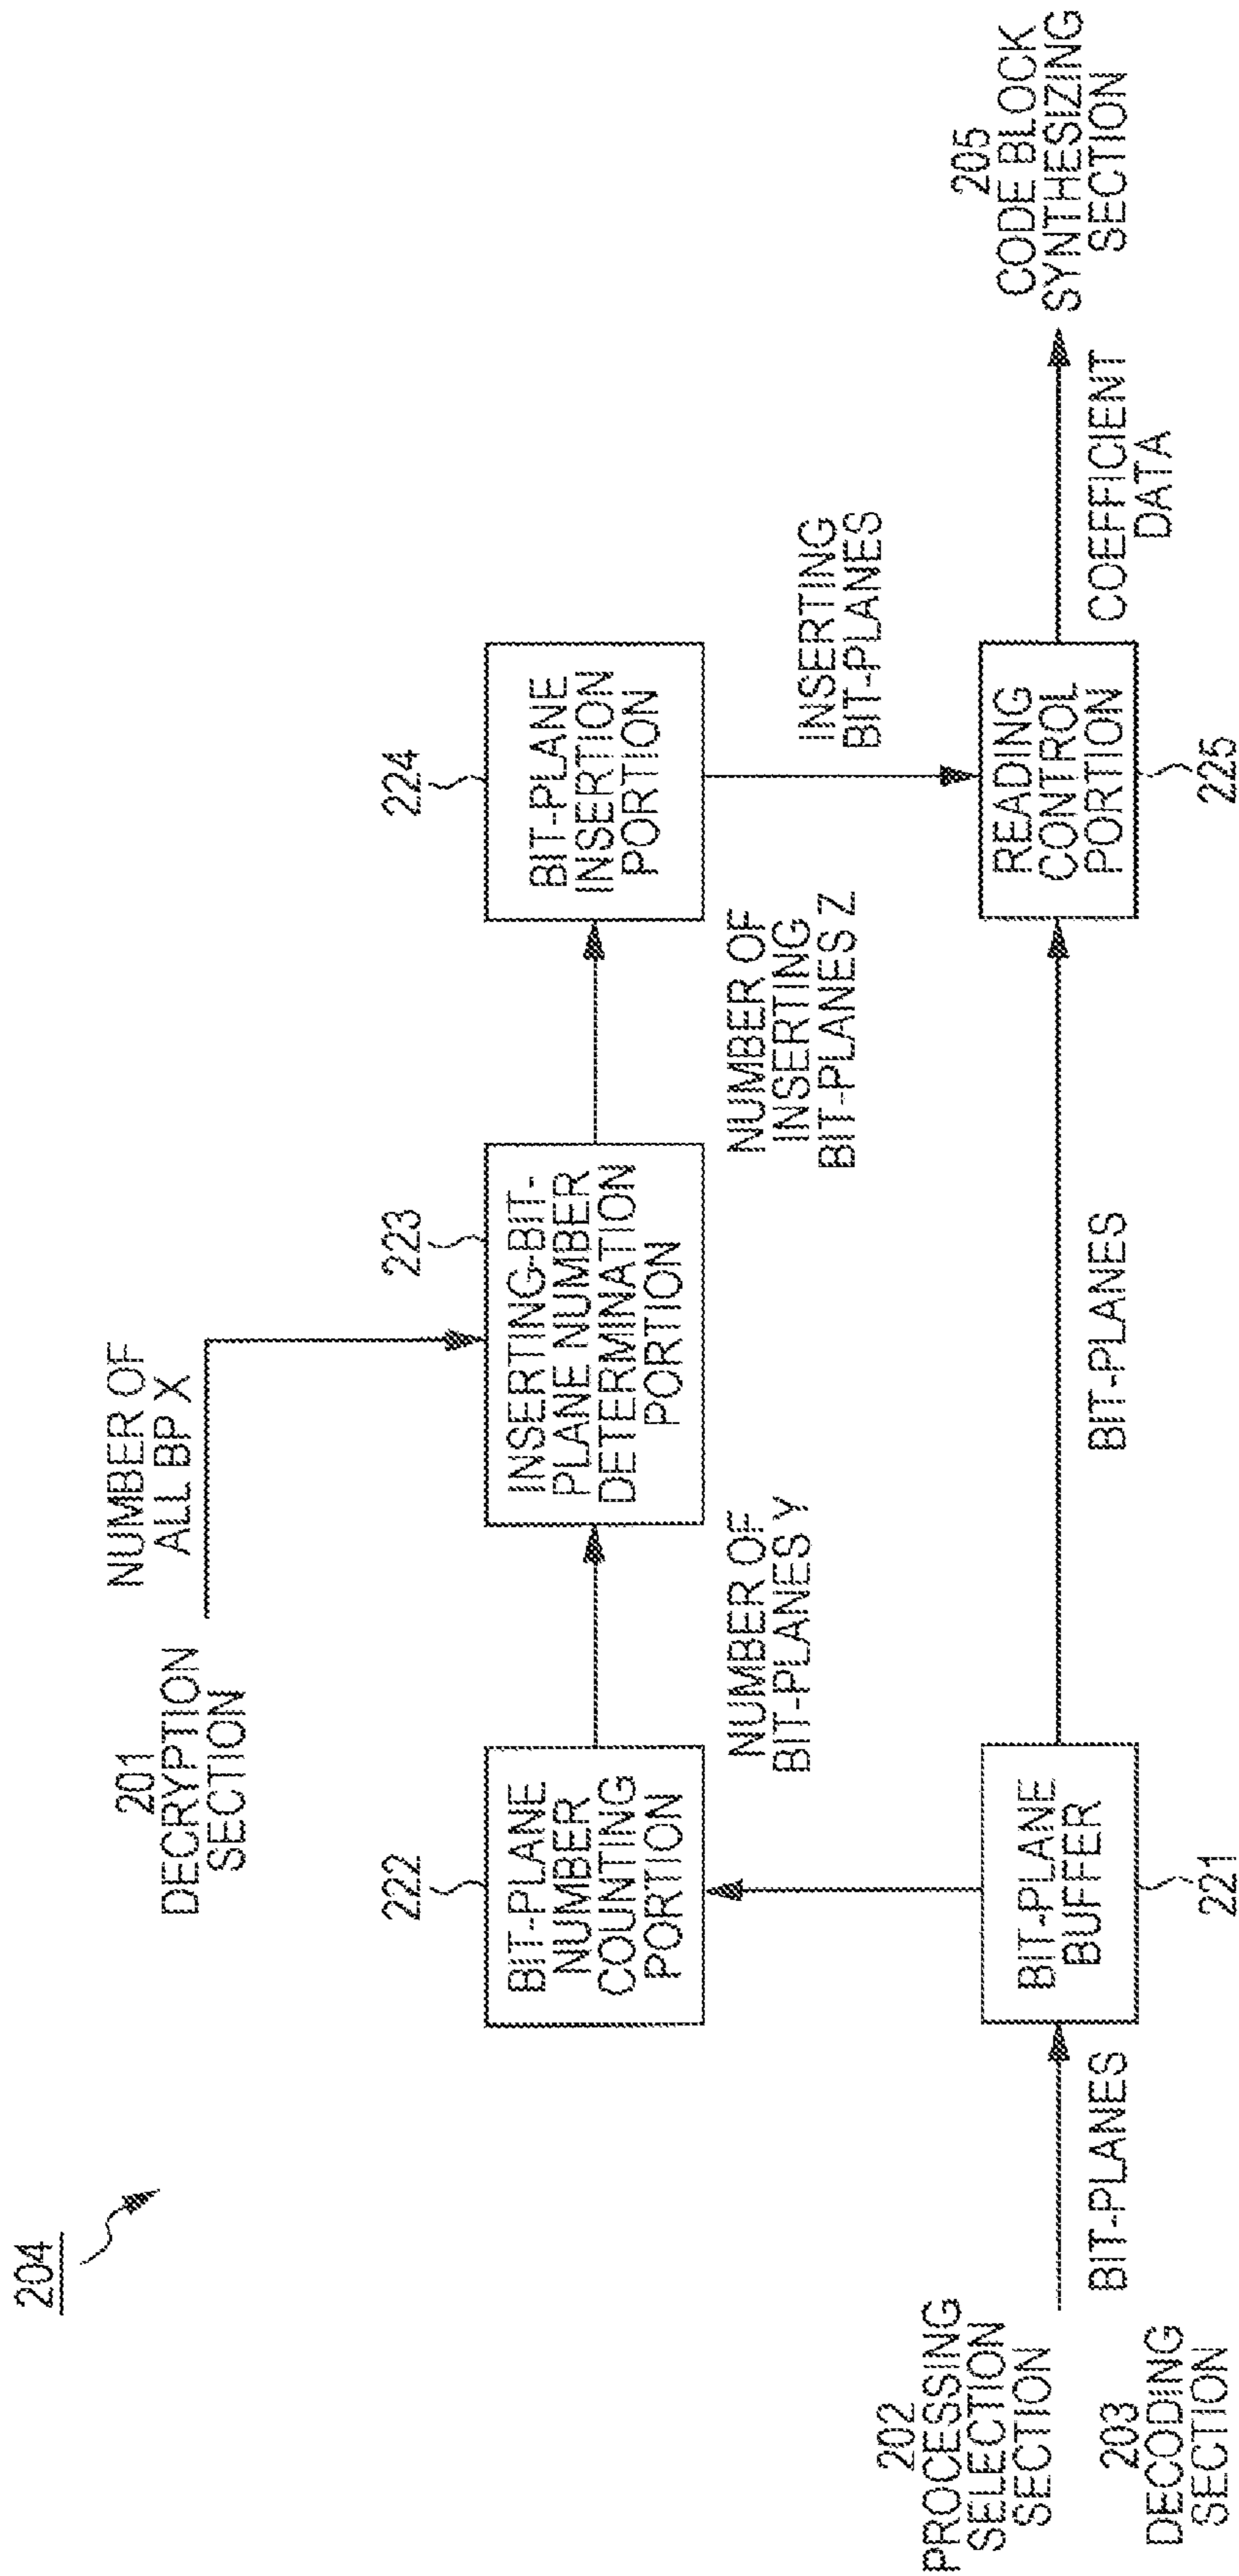 204
201
DECRYPTION
SECTION
NUMBER OF
ALL BP X
222
BIT-PLANE
NUMBER
COUNTING
PORTION
NUMBER OF
BIT-PLANES Y
223
INSERING-BIT-
PLANE NUMBER
DETERMINATION
PORTION
NUMBER OF
INSERTING
BIT-PLANES Z
224
BIT-PLANE
INSERTION
PORTION
INSERTING
BIT-PLANES
202
PROCESSING
SELECTION
SECTION
203
DECODING
SECTION
BIT-PLANES
BIT-PLANE
BUFFER
221
BIT-PLANES
READING
CONTROL
PORTION
225
COEFFICIENT
DATA
205
CODE BLOCK
SYNTHESIZING
SECTION